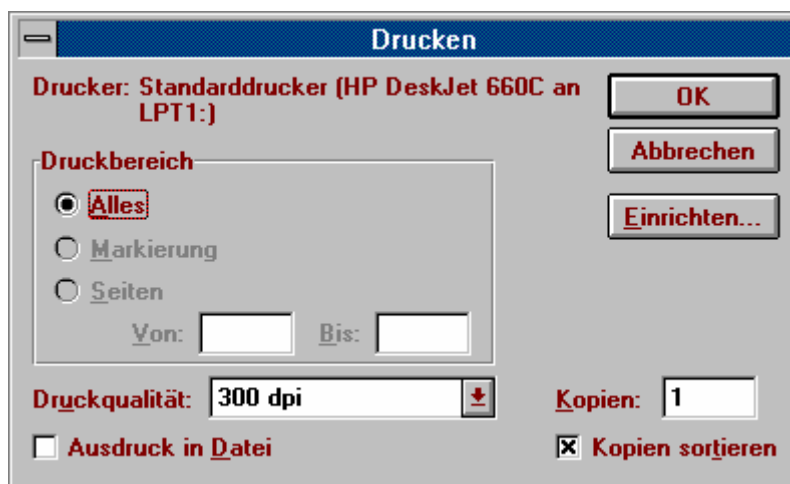 Drucken
Drucker: Standarddrucker (HP DeskJet 660C an
LPT1:)
OK
Abbrechen
Einrichten...
Druckbereich
Alles
Markierung
Seiten
Von: Bis:
Druckqualität: 300 dpi
Kopien: 1
Ausdruck in Datei
Kopien sortieren